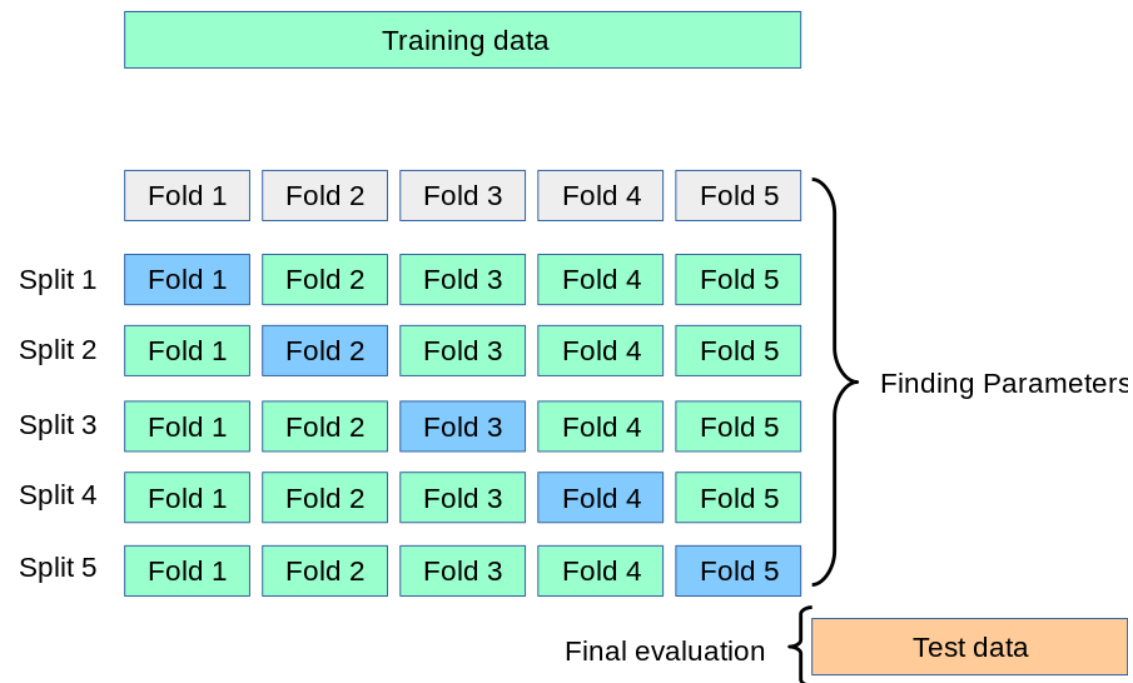 Training data
Fold 1 Fold 2 Fold 3 Fold 4 Fold 5
Split 1 Fold 1 Fold 2 Fold 3 Fold 4 Fold 5
Split 2 Fold 1 Fold 2 Fold 3 Fold 4 Fold 5
Finding Parameters
Split 3 Fold 1 Fold 2 Fold 3 Fold 4 Fold 5
Split 4 Fold 1 Fold 2 Fold 3 Fold 4 Fold 5
Split 5 Fold 1 Fold 2 Fold 3 Fold 4 Fold 5
Final evaluation Test data